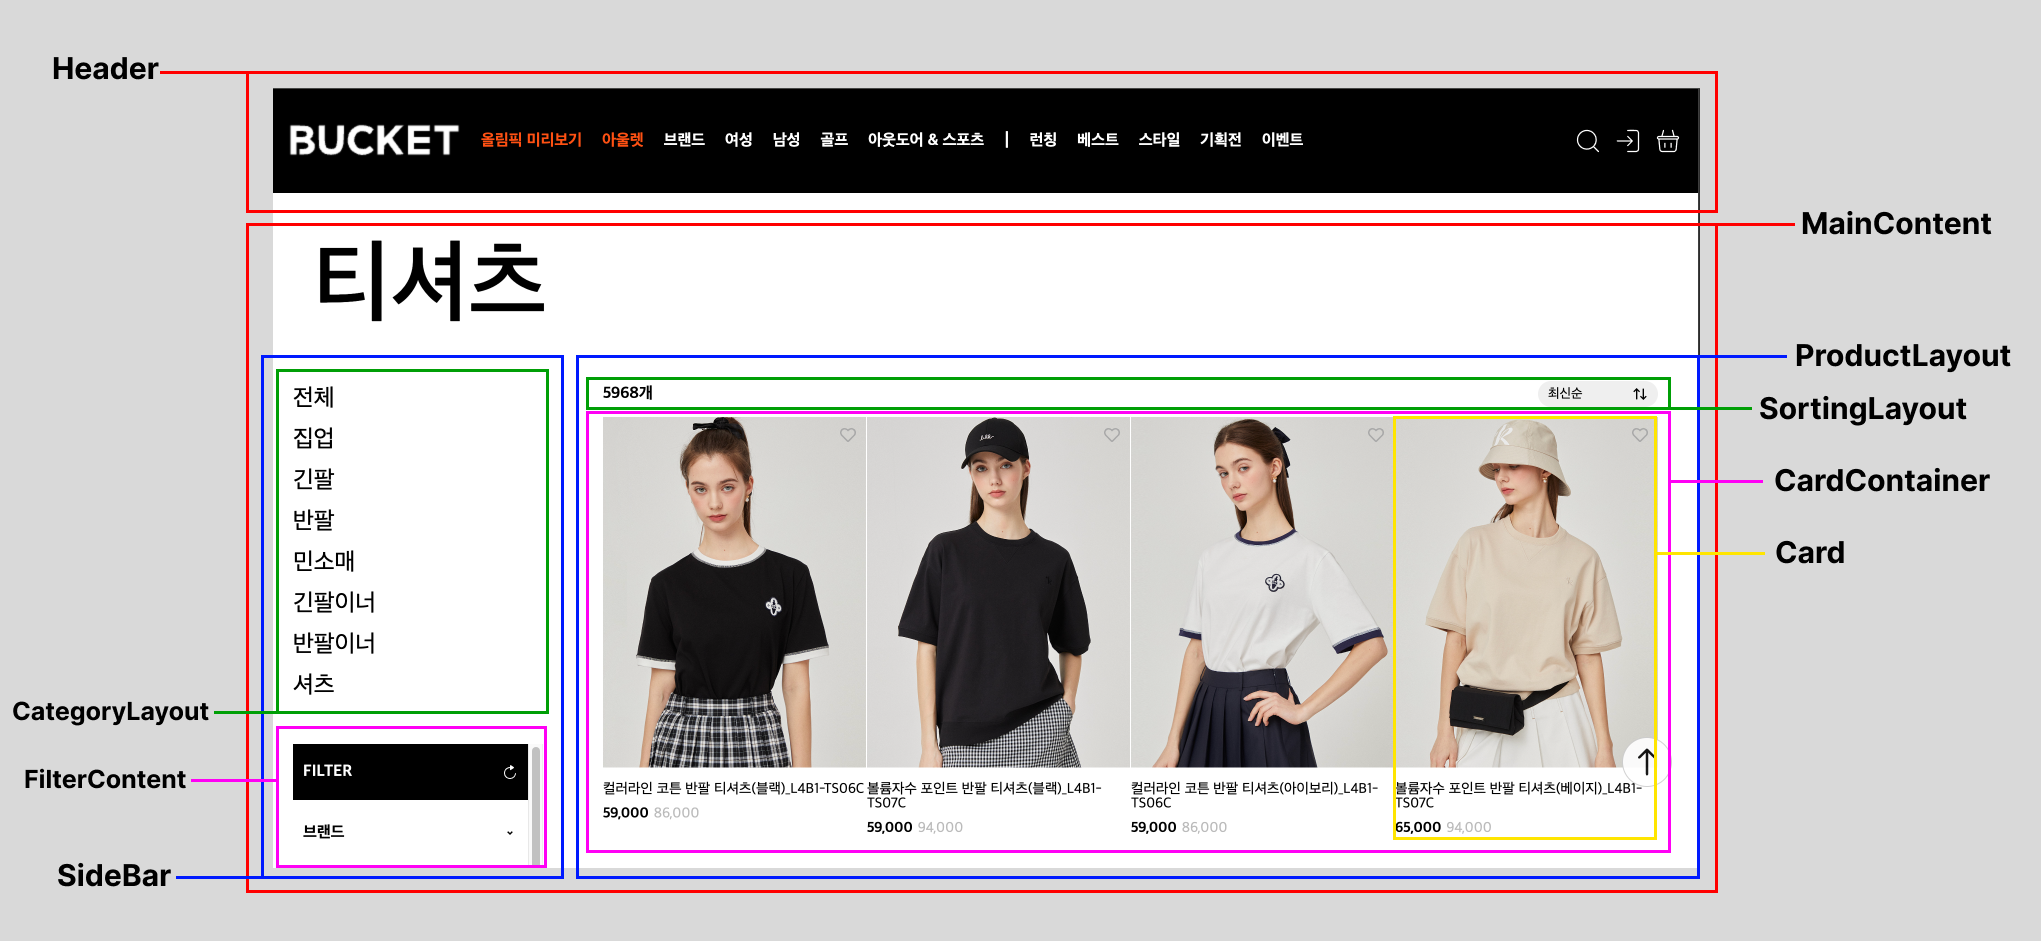 Header
BUCKET 올림픽 미리보기 아울렛 브랜드 여성 남성 골프 아웃도어 & 스포츠 | 런칭 베스트 스타일 기획전 이벤트
MainContent
티셔츠
ProductLayout
SortingLayout
CardContainer
Card
전체
집업
긴팔
반팔
민소매
긴팔이너
반팔이너
셔츠
CategoryLayout
FILTER
FilterContent
브랜드
SideBar
5968개 최신순
컬러라인 코튼 반팔 티셔츠(블랙)_L4B1-TS06C
59,000 86,000
볼륨자수 포인트 반팔 티셔츠(블랙)_L4B1-
TS07C
59,000 94,000
컬러라인 코튼 반팔 티셔츠(아이보리)_L4B1-
TS06C
59,000 86,000
볼륨자수 포인트 반팔 티셔츠(베이지)_L4B1-
TS07C
65,000 94,000